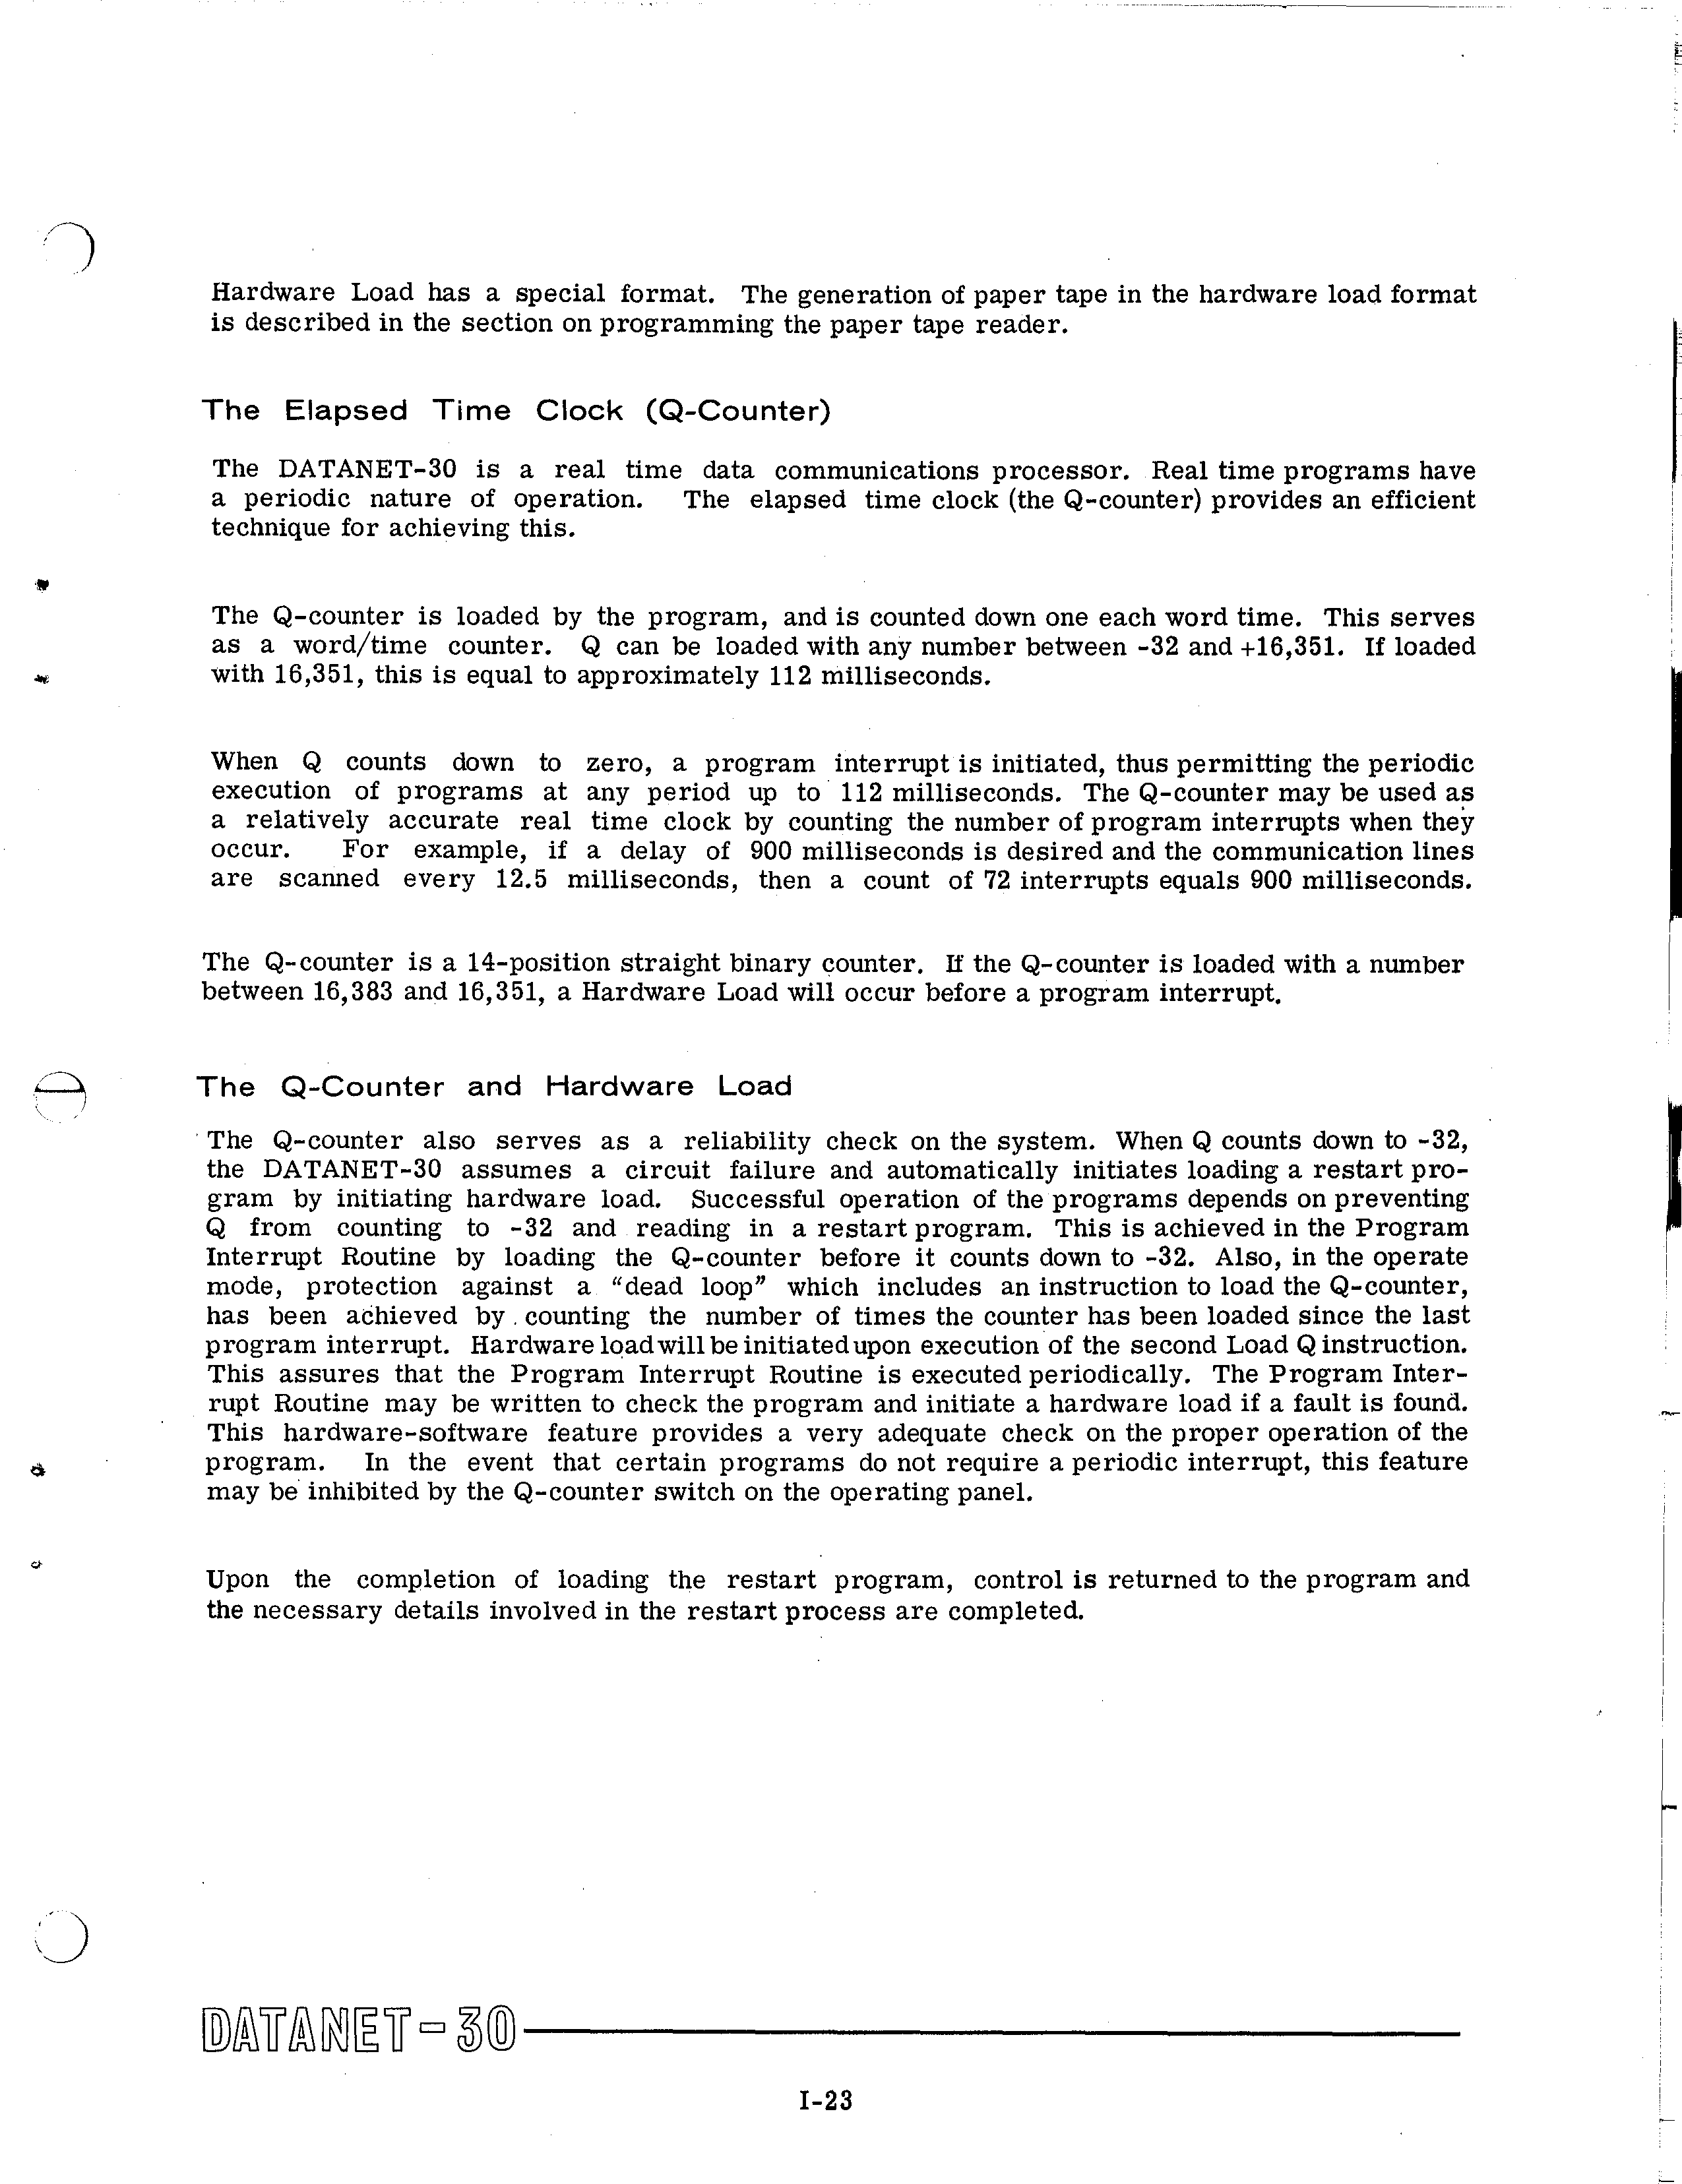 Hardware Load has a special format. The generation of paper tape in the hardware load format
is described in the section on programming the paper tape reader.
The Elapsed Time Clock (Q-Counter)
The DATANET-30 is a real time data communications processor. Real time programs have
a periodic nature of operation. The elapsed time clock (the Q-counter) provides an efficient
technique for achieving this.
The Q-counter is loaded by the program, and is counted down one each word time. This serves
as a word/time counter. Q can be loaded with any number between -32 and +16,351. If loaded
with 16,351, this is equal to approximately 112 milliseconds.
When Q counts down to zero, a program interrupt is initiated, thus permitting the periodic
execution of programs at any period up to 112 milliseconds. The Q-counter may be used as
a relatively accurate real time clock by counting the number of program interrupts when they
occur. For example, if a delay of 900 milliseconds is desired and the communication lines
are scanned every 12.5 milliseconds, then a count of 72 interrupts equals 900 milliseconds.
The Q-counter is a 14-position straight binary counter. If the Q-counter is loaded with a number
between 16,383 and 16,351, a Hardware Load will occur before a program interrupt.
The Q-Counter and Hardware Load
The Q-counter also serves as a reliability check on the system. When Q counts down to -32,
the DATANET-30 assumes a circuit failure and automatically initiates loading a restart pro-
gram by initiating hardware load. Successful operation of the programs depends on preventing
Q from counting to -32 and reading in a restart program. This is achieved in the Program
Interrupt Routine by loading the Q-counter before it counts down to -32. Also, in the operate
mode, protection against a “dead loop” which includes an instruction to load the Q-counter,
has been achieved by counting the number of times the counter has been loaded since the last
program interrupt. Hardware load will be initiated upon execution of the second Load Q instruction.
This assures that the Program Interrupt Routine is executed periodically. The Program Inter-
rupt Routine may be written to check the program and initiate a hardware load if a fault is found.
This hardware-software feature provides a very adequate check on the proper operation of the
program. In the event that certain programs do not require a periodic interrupt, this feature
may be inhibited by the Q-counter switch on the operating panel.
Upon the completion of loading the restart program, control is returned to the program and
the necessary details involved in the restart process are completed.
DATANET-30
I-23